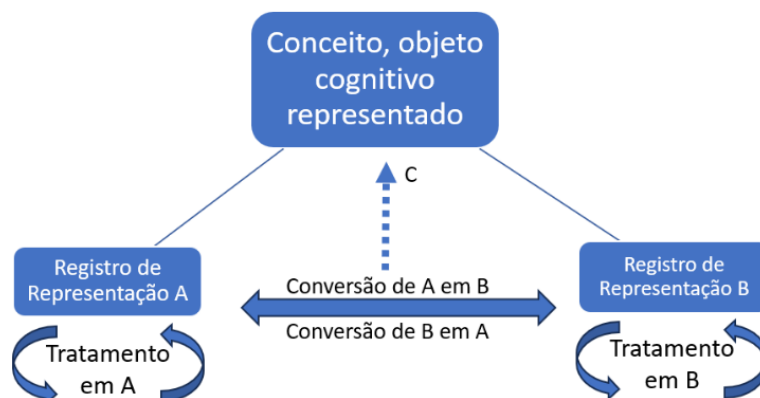 Conceito, objeto
cognitivo
representado
C
Registro de
Representação A
Conversão de A em B
Conversão de B em A
Registro de
Representação B
Tratamento
em A
Tratamento
em B